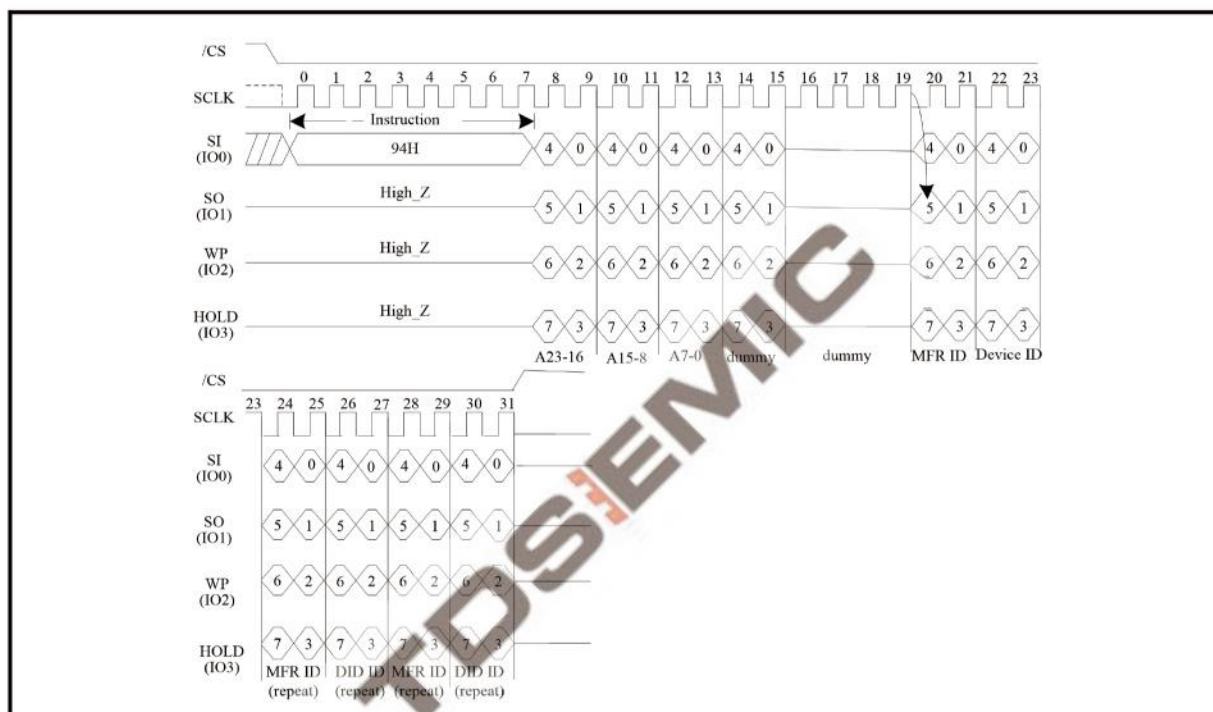 /CS
0 1 2 3 4 5 6 7 8 9 10 11 12 13 14 15 16 17 18 19 20 21 22 23
SCLK
Instruction
SI
(IO0)
94H
4 0 4 0 4 0 4 0 4 0 4 0
SO
(IO1)
High_Z
5 1 5 1 5 1 5 1 5 1 5 1
WP
(IO2)
High_Z
6 2 6 2 6 2 6 2 6 2 6 2
HOLD
(IO3)
High_Z
7 3 7 3 7 3 7 3 7 3 7 3
A23-16 A15-8 A7-0 dummy dummy MFR ID Device ID
/CS
23 24 25 26 27 28 29 30 31
SCLK
SI
(IO0)
4 0 4 0 4 0 4 0
SO
(IO1)
5 1 5 1 5 1 5 1
WP
(IO2)
6 2 6 2 6 2 6 2
HOLD
(IO3)
7 3 7 3 7 3 7 3
MFR ID DID ID MFR ID DID ID
(repeat) (repeat) (repeat) (repeat)
TDSEMIC